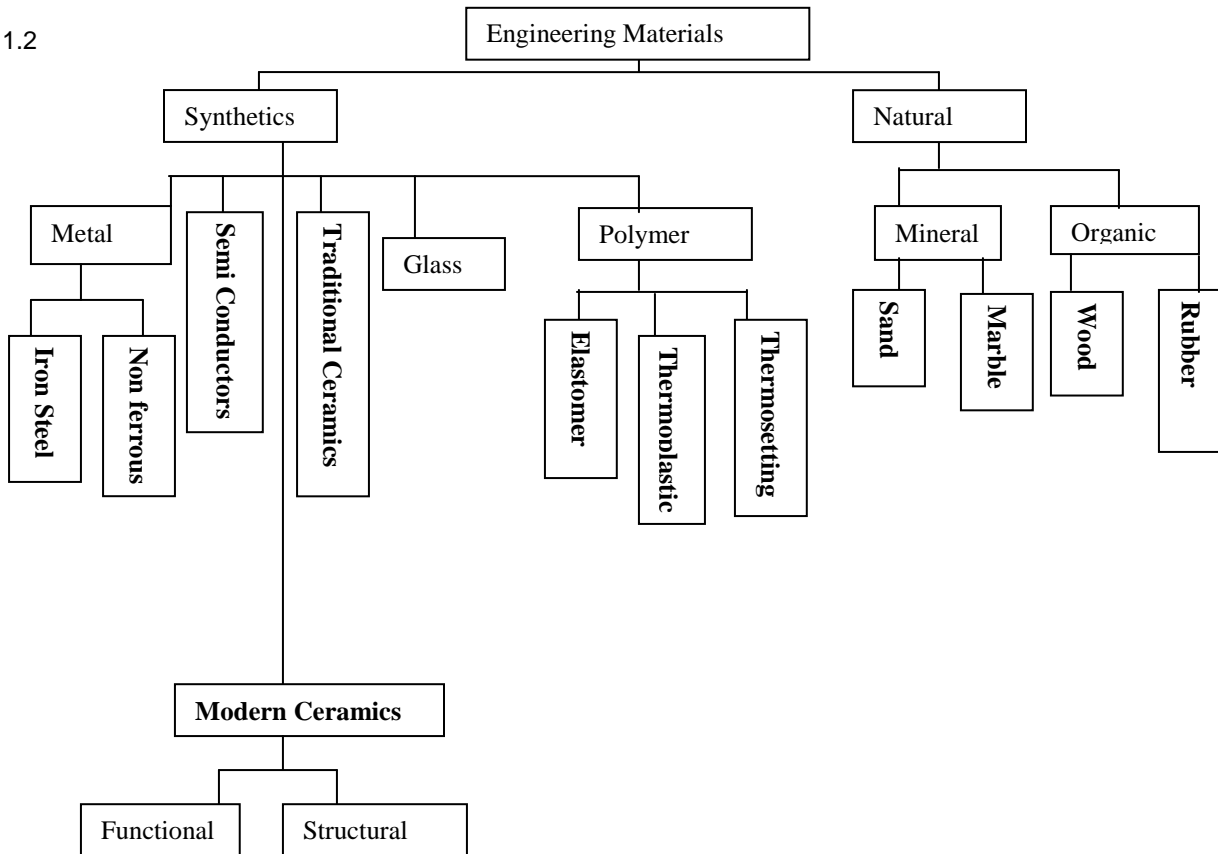 1.2
Engineering Materials
Synthetics
Natural
Metal
Semi Conductors
Traditional Ceramics
Glass
Polymer
Mineral
Organic
Iron Steel
Non ferrous
Elastomer
Thermoplastic
Thermosetting
Sand
Marble
Wood
Rubber
Modern Ceramics
Functional
Structural